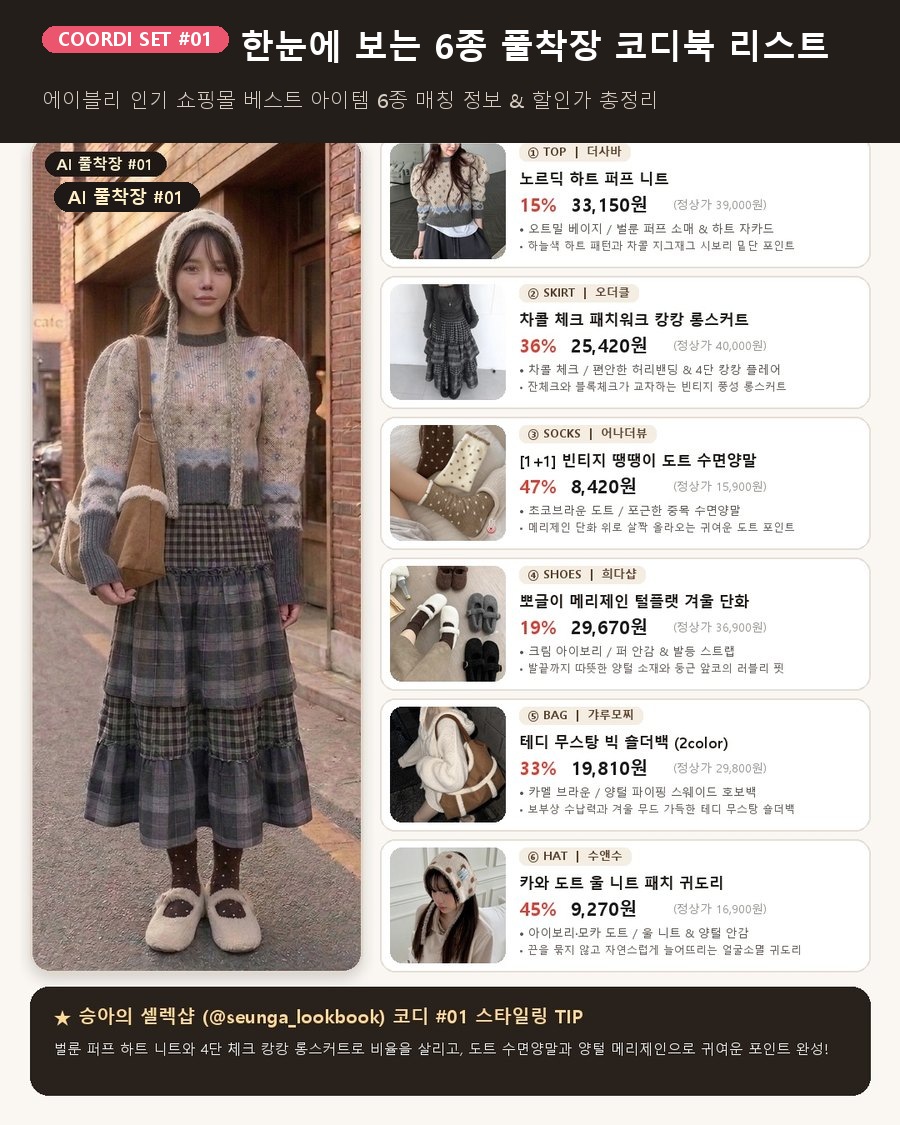 COORDI SET #01 한눈에 보는 6종 풀착장 코디북 리스트
에이블리 인기 쇼핑몰 베스트 아이템 6종 매칭 정보 & 할인가 총정리
AI 풀착장 #01
AI 풀착장 #01
cafe
① TOP | 더사바
노르딕 하트 퍼프 니트
15% 33,150원 (정상가 39,000원)
• 오트밀 베이지 / 벌룬 퍼프 소매 & 하트 자카드
• 하늘색 하트 패턴과 차콜 지그재그 시보리 밑단 포인트
② SKIRT | 오더클
차콜 체크 패치워크 캉캉 롱스커트
36% 25,420원 (정상가 40,000원)
• 차콜 체크 / 편안한 허리밴딩 & 4단 캉캉 플레어
• 잔체크와 블록체크가 교차하는 빈티지 풍성 롱스커트
③ SOCKS | 어나더뷰
[1+1] 빈티지 땡땡이 도트 수면양말
47% 8,420원 (정상가 15,900원)
• 초코브라운 도트 / 포근한 중목 수면양말
• 메리제인 단화 위로 살짝 올라오는 귀여운 도트 포인트
④ SHOES | 희다샵
뽀글이 메리제인 털플랫 겨울 단화
19% 29,670원 (정상가 36,900원)
• 크림 아이보리 / 퍼 안감 & 발등 스트랩
• 발끝까지 따뜻한 양털 소재와 둥근 앞코의 러블리 핏
⑤ BAG | 갸루모찌
테디 무스탕 빅 숄더백 (2color)
33% 19,810원 (정상가 29,800원)
• 카멜 브라운 / 양털 파이핑 스웨이드 호보백
• 보부상 수납력과 겨울 무드 가득한 테디 무스탕 숄더백
⑥ HAT | 수앤수
카와 도트 울 니트 패치 귀도리
45% 9,270원 (정상가 16,900원)
• 아이보리·모카 도트 / 울 니트 & 양털 안감
• 끈을 묶지 않고 자연스럽게 늘어뜨리는 얼굴소멸 귀도리
★ 승아의 셀렉샵 (@seunga_lookbook) 코디 #01 스타일링 TIP
벌룬 퍼프 하트 니트와 4단 체크 캉캉 롱스커트로 비율을 살리고, 도트 수면양말과 양털 메리제인으로 귀여운 포인트 완성!